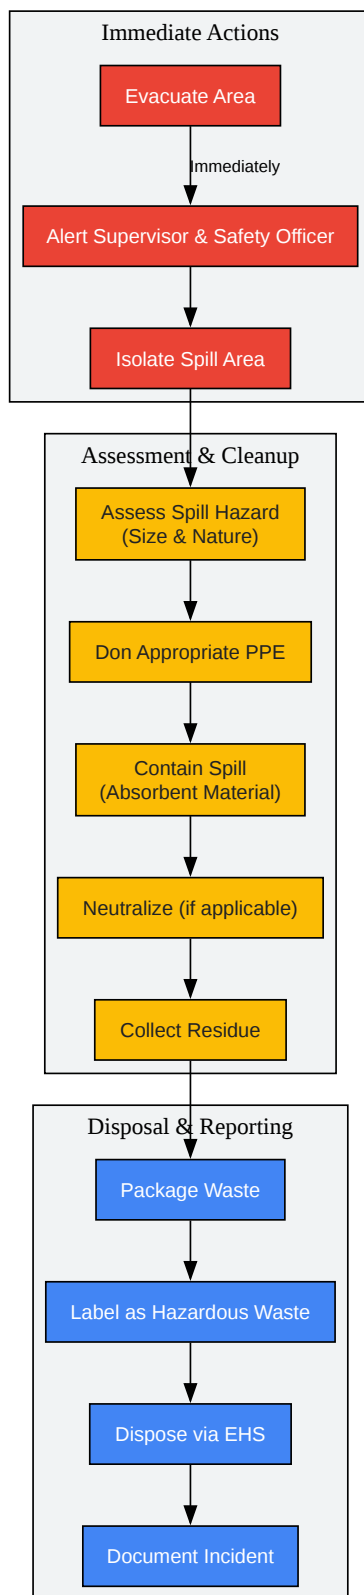 Immediate Actions
Evacuate Area
Immediately
Alert Supervisor & Safety Officer
Isolate Spill Area
Assessment & Cleanup
Assess Spill Hazard
(Size & Nature)
Don Appropriate PPE
Contain Spill
(Absorbent Material)
Neutralize (if applicable)
Collect Residue
Disposal & Reporting
Package Waste
Label as Hazardous Waste
Dispose via EHS
Document Incident